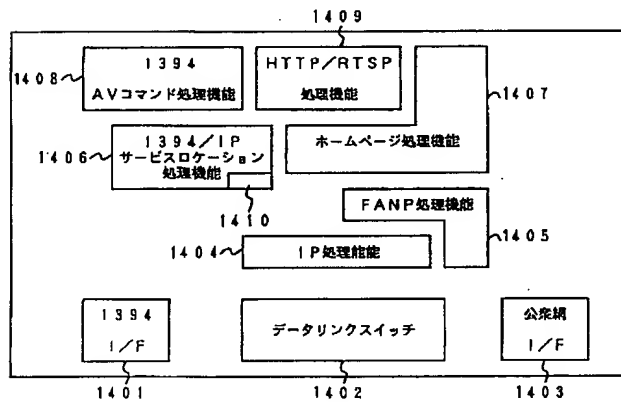 1409
1394
AVコマンド処理機能
1408
HTTP/RTSP
処理機能
1407
1394/IP
サービスロケーション
処理機能
1406
ホームページ処理機能
1410
FANP処理機能
1405
1404
IP処理能能
1394
I/F
データリンクスイッチ
公衆網
I/F
1401
1402
1403